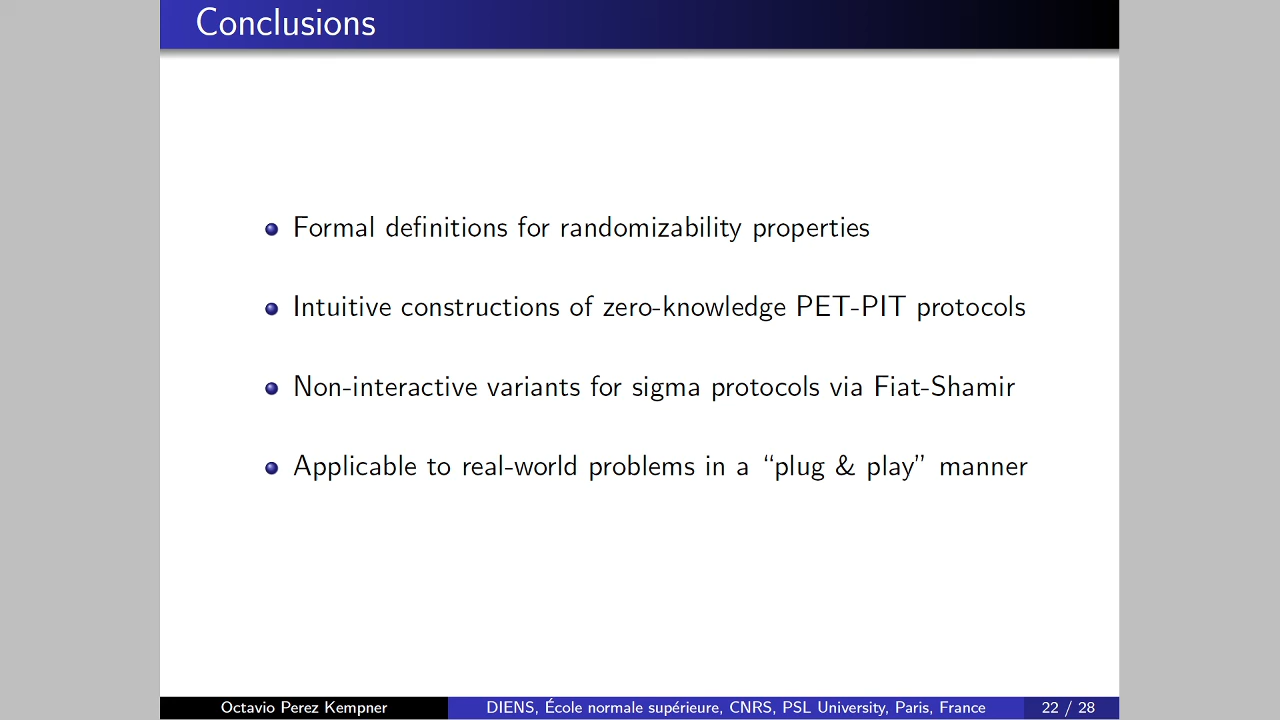 Conclusions
Formal definitions for randomizability properties
Intuitive constructions of zero-knowledge PET-PIT protocols
Non-interactive variants for sigma protocols via Fiat-Shamir
Applicable to real-world problems in a “plug & play” manner
Octavio Perez Kempner DIENS, École normale supérieure, CNRS, PSL University, Paris, France 22 / 28